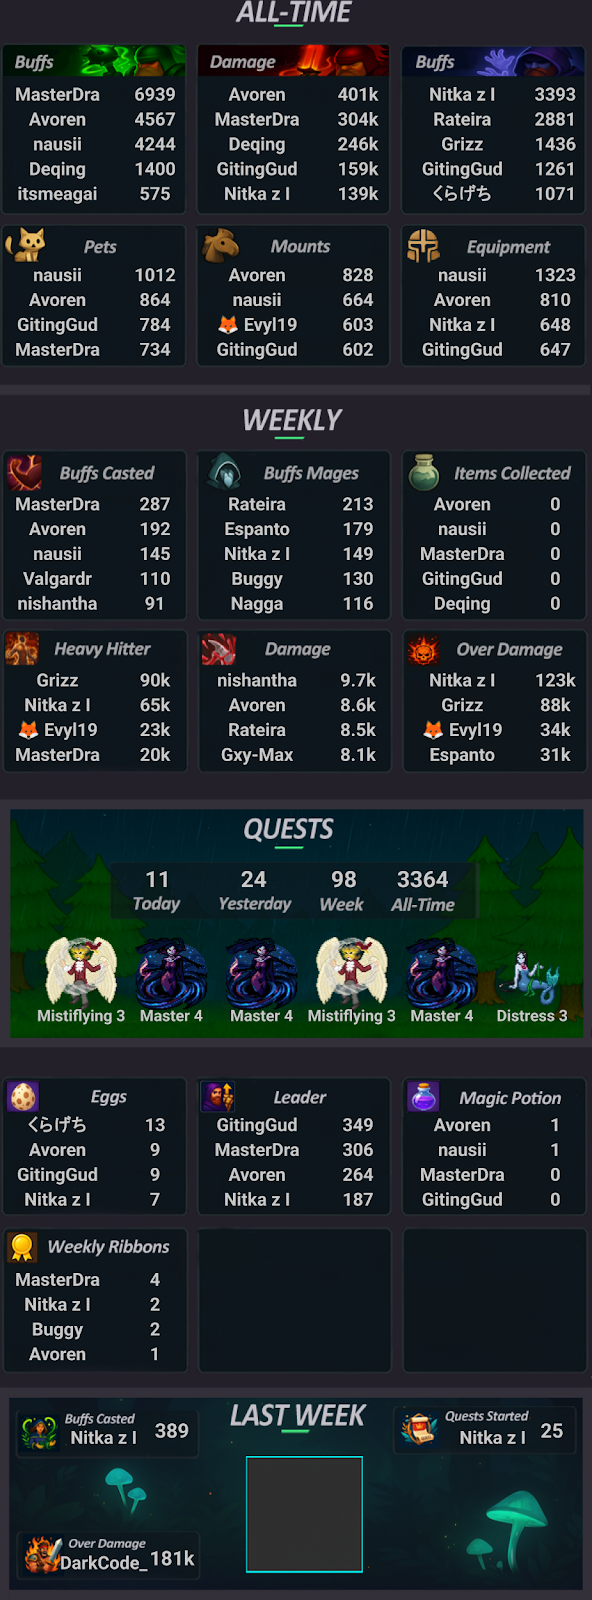 ALL-TIME
Buffs Damage Buffs
MasterDra 6939 Avoren 401k Nitka z I 3393
Avoren 4567 MasterDra 304k Rateira 2881
nausii 4244 Deqing 246k Grizz 1436
Deqing 1400 GitingGud 159k GitingGud 1261
itsmeagai 575 Nitka z I 139k くらげち 1071
Pets Mounts Equipment
nausii 1012 Avoren 828 nausii 1323
Avoren 864 nausii 664 Avoren 810
GitingGud 784 🦊 Evyl19 603 Nitka z I 648
MasterDra 734 GitingGud 602 GitingGud 647
WEEKLY
Buffs Casted Buffs Mages Items Collected
MasterDra 287 Rateira 213 Avoren 0
Avoren 192 Espanto 179 nausii 0
nausii 145 Nitka z I 149 MasterDra 0
Valgardr 110 Buggy 130 GitingGud 0
nishantha 91 Nagga 116 Deqing 0
Heavy Hitter Damage Over Damage
Grizz 90k nishantha 9.7k Nitka z I 123k
Nitka z I 65k Avoren 8.6k Grizz 88k
🦊 Evyl19 23k Rateira 8.5k 🦊 Evyl19 34k
MasterDra 20k Gxy-Max 8.1k Espanto 31k
QUESTS
11 24 98 3364
Today Yesterday Week All-Time
Mistiflying 3 Master 4 Master 4 Mistiflying 3 Master 4 Distress 3
Eggs Leader Magic Potion
くらげち 13 GitingGud 349 Avoren 1
Avoren 9 MasterDra 306 nausii 1
GitingGud 9 Avoren 264 MasterDra 0
Nitka z I 7 Nitka z I 187 GitingGud 0
Weekly Ribbons
MasterDra 4
Nitka z I 2
Buggy 2
Avoren 1
LAST WEEK
Buffs Casted
Nitka z I 389
Quests Started
Nitka z I 25
Over Damage
DarkCode_ 181k